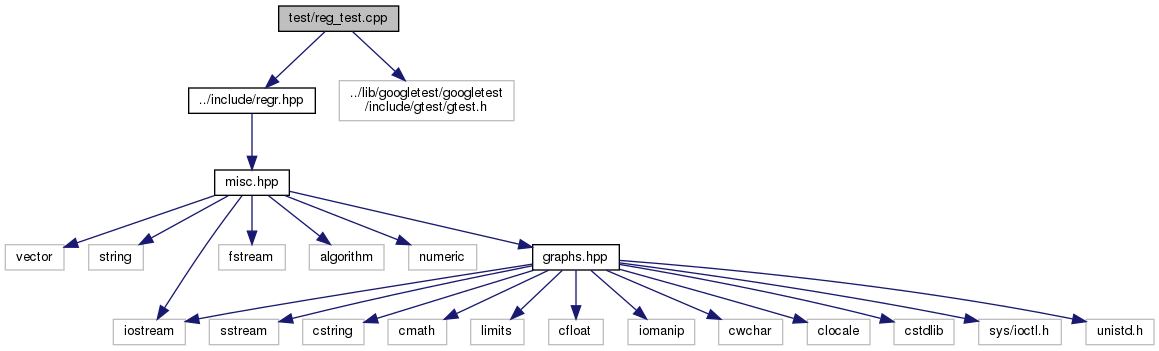 test/reg_test.cpp
../include/regr.hpp
../lib/googletest/googletest
/include/gtest/gtest.h
misc.hpp
vector
string
fstream
algorithm
numeric
graphs.hpp
iostream
sstream
cstring
cmath
limits
cfloat
iomanip
cwchar
clocale
cstdlib
sys/ioctl.h
unistd.h